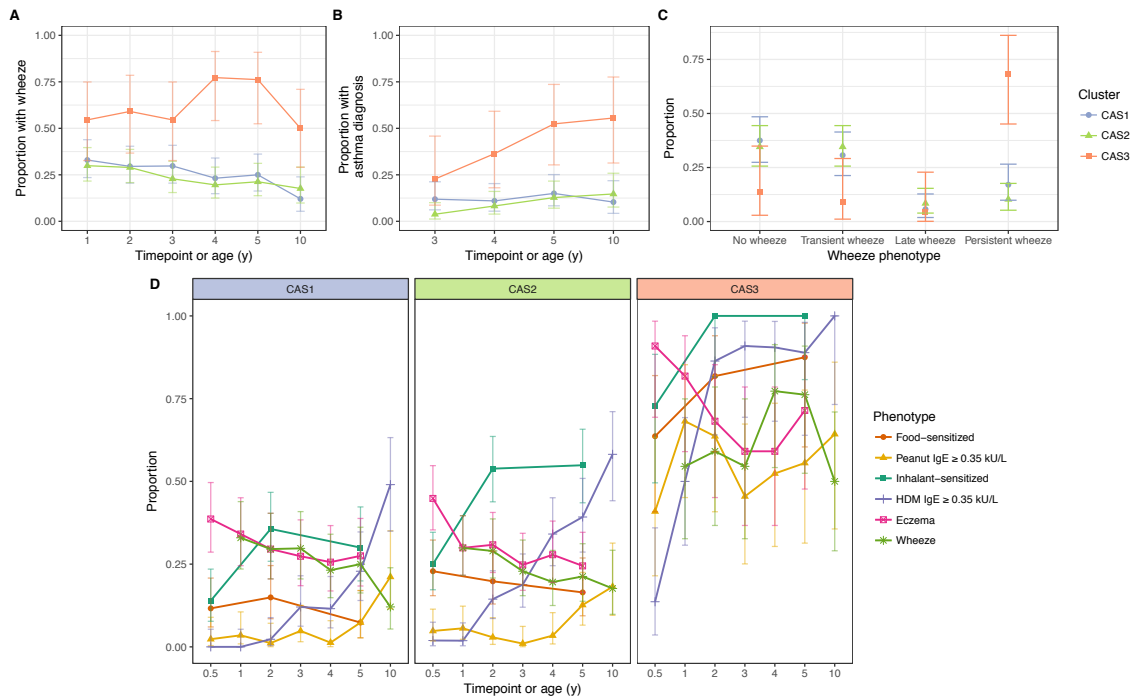 A
B
C
1.00
0.75
0.50
0.25
0.00
Proportion with wheeze
1 2 3 4 5 10
Timepoint or age (y)
1.00
0.75
0.50
0.25
0.00
Proportion with
asthma diagnosis
3 4 5 10
Timepoint or age (y)
0.75
0.50
0.25
0.00
Proportion
No wheeze Transient wheeze Late wheeze Persistent wheeze
Wheeze phenotype
Cluster
CAS1
CAS2
CAS3
D
CAS1
CAS2
CAS3
1.00
0.75
0.50
0.25
0.00
Proportion
0.5 1 2 3 4 5 10
0.5 1 2 3 4 5 10
0.5 1 2 3 4 5 10
Timepoint or age (y)
Phenotype
Food−sensitized
Peanut IgE ≥ 0.35 kU/L
Inhalant−sensitized
HDM IgE ≥ 0.35 kU/L
Eczema
Wheeze